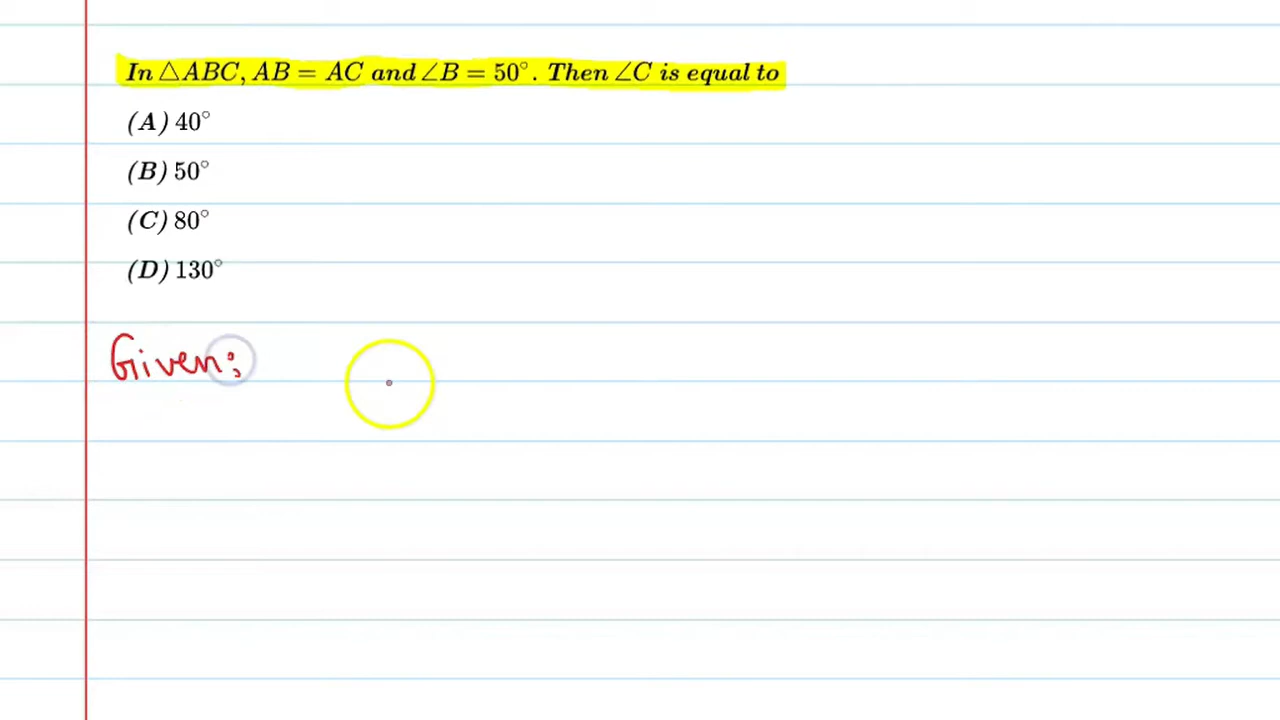 In △ABC, AB = AC and ∠B = 50°. Then ∠C is equal to
(A) 40°
(B) 50°
(C) 80°
(D) 130°
Given: